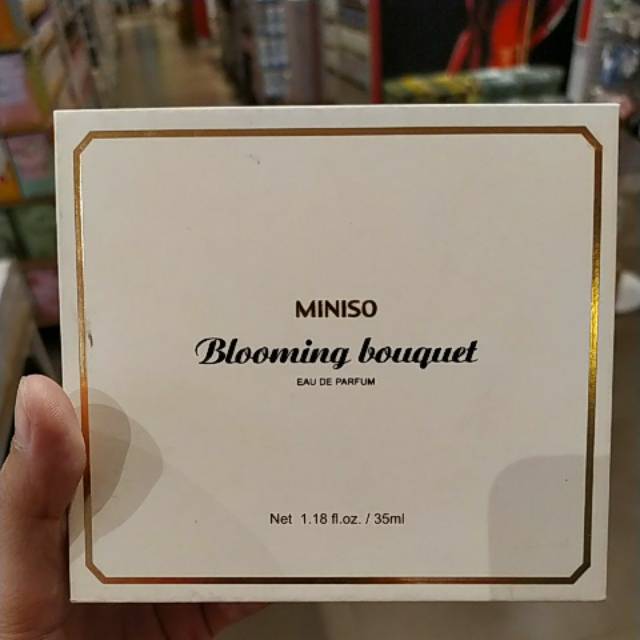 MINISO
Blooming bouquet
EAU DE PARFUM
Net 1.18 fl.oz. / 35ml